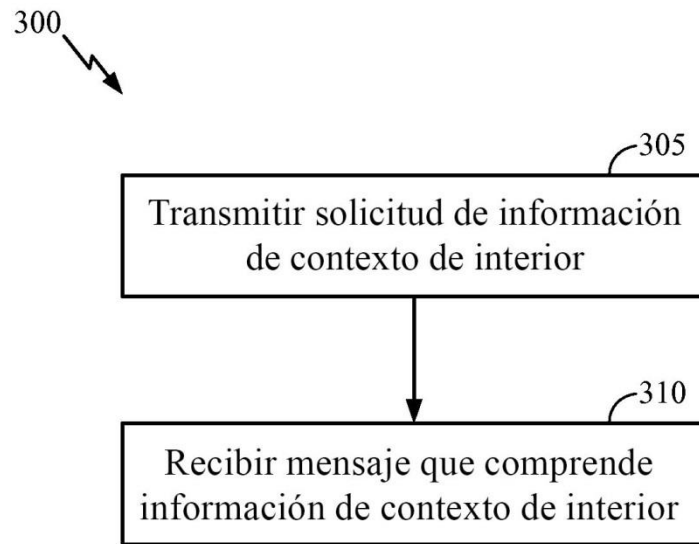 300
305
Transmitir solicitud de información
de contexto de interior
310
Recibir mensaje que comprende
información de contexto de interior